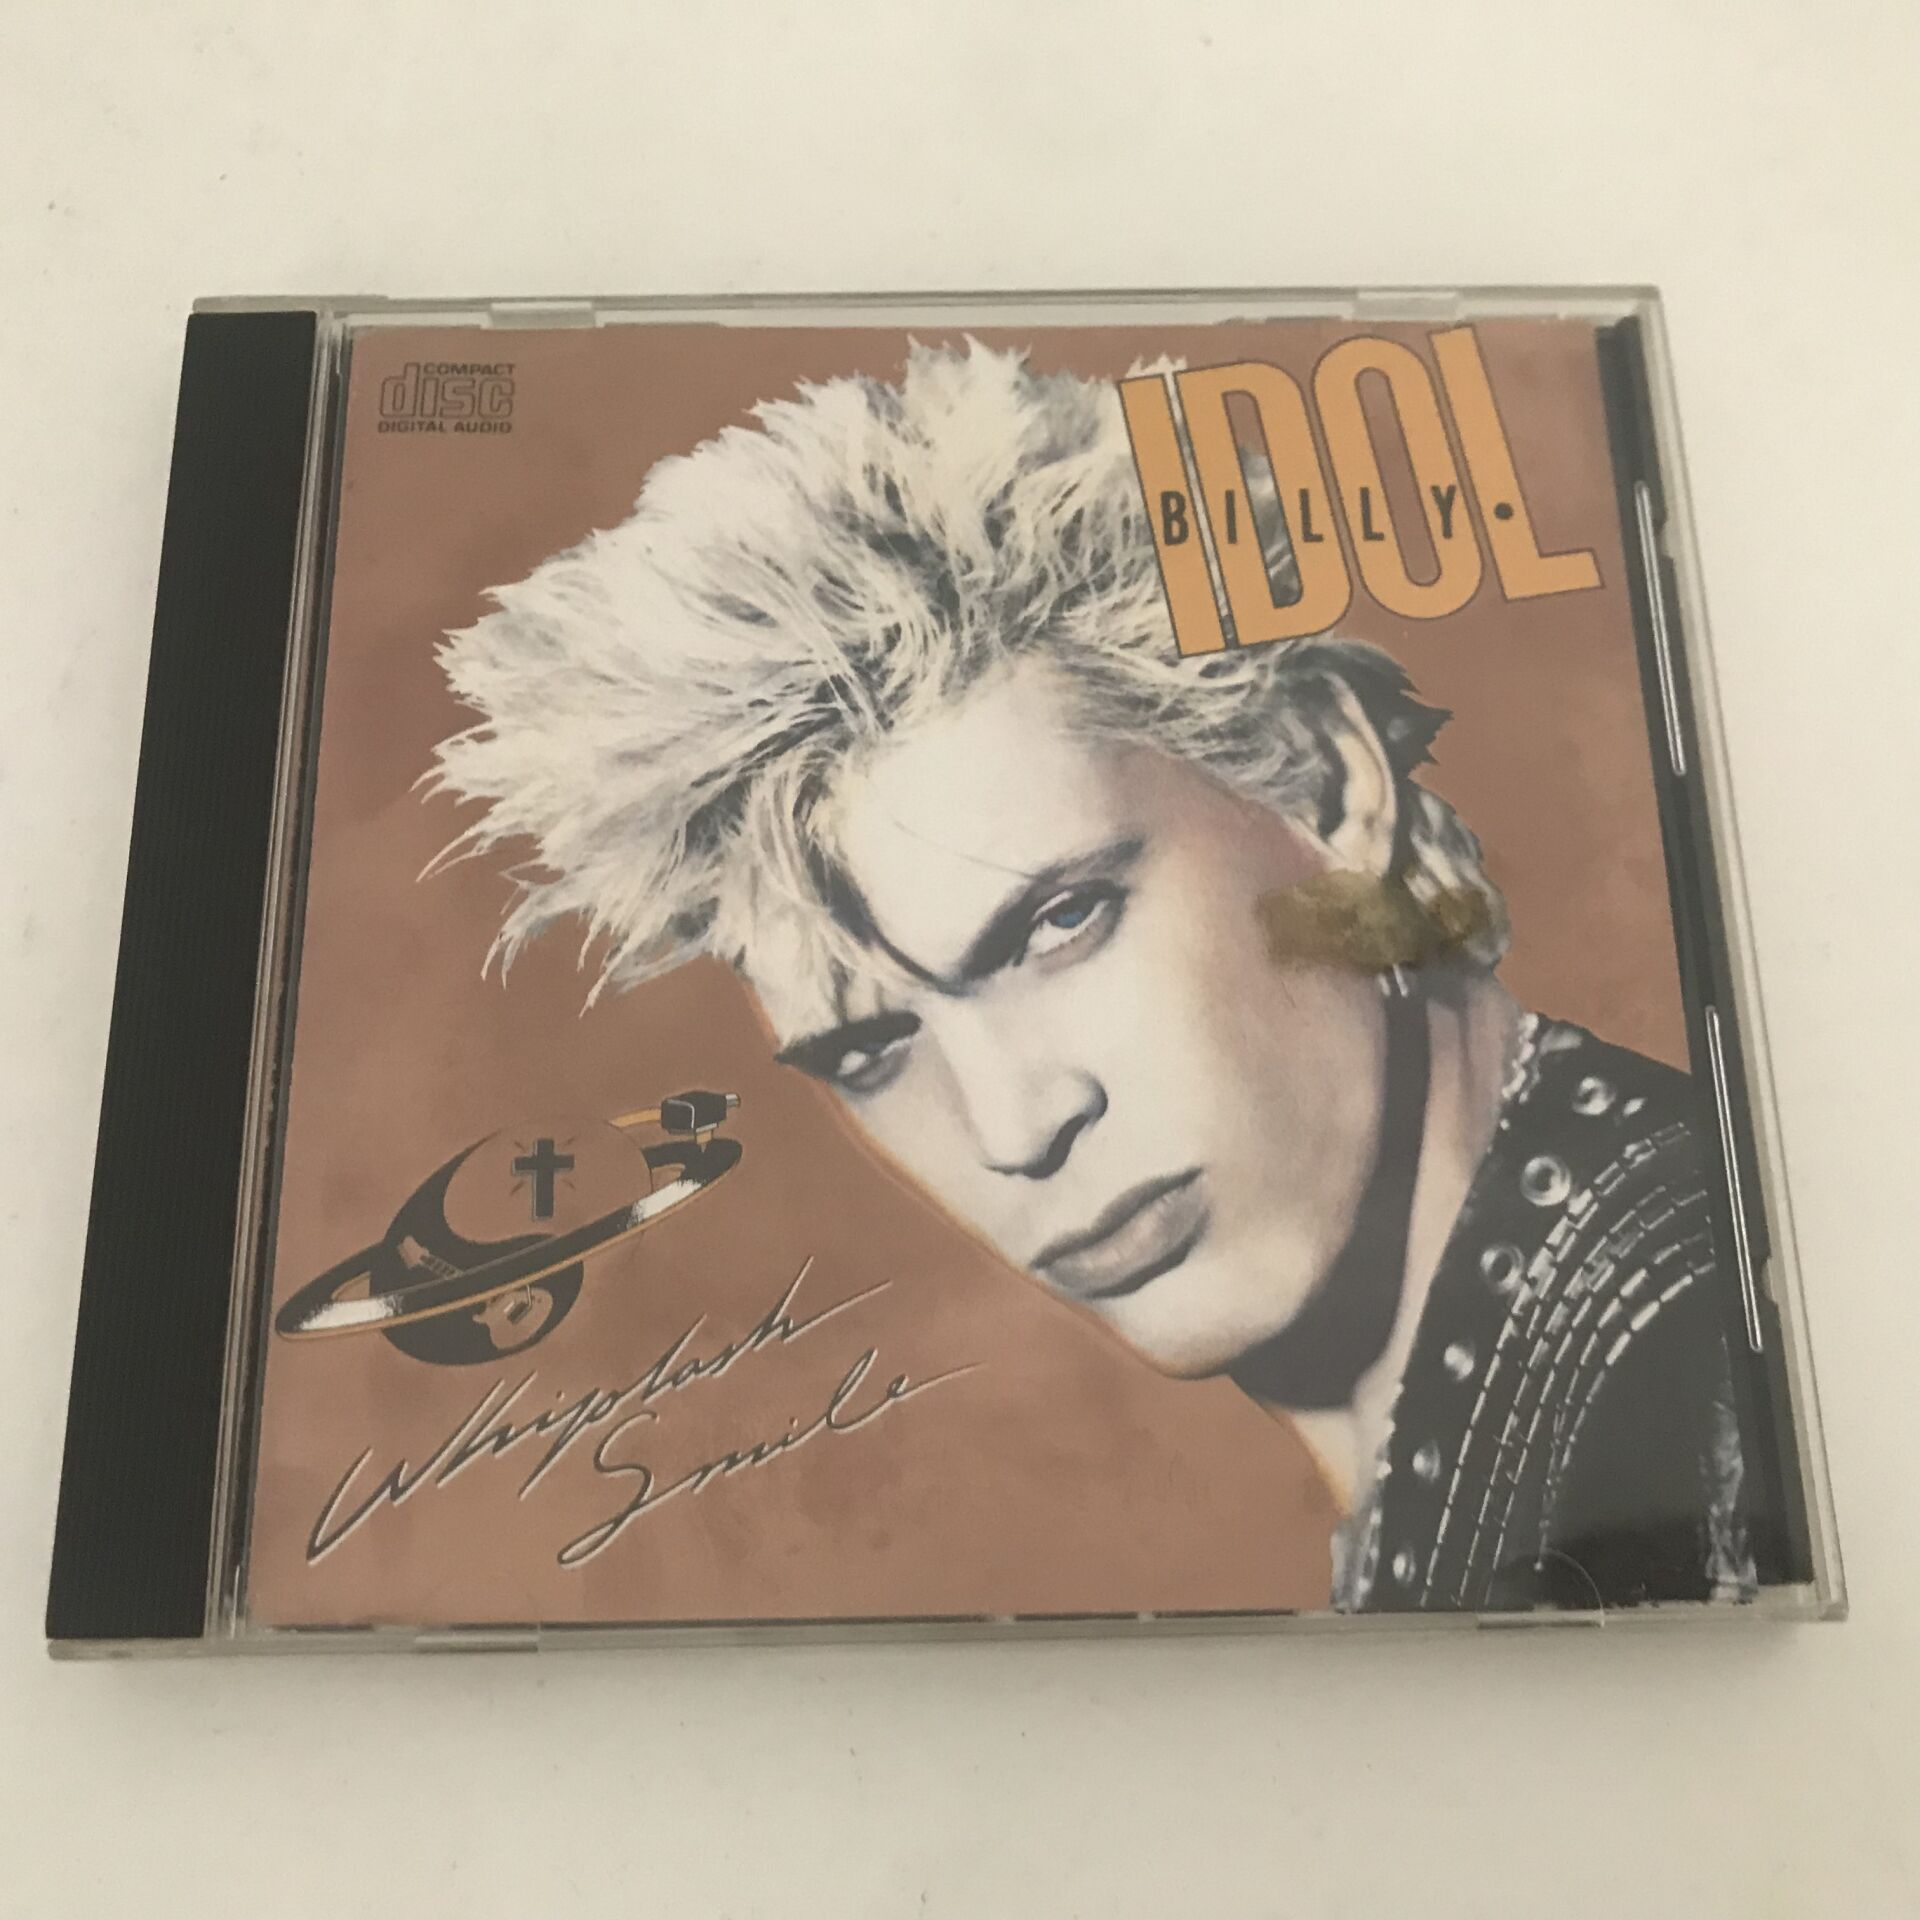 COMPACT
disc
DIGITAL AUDIO
IDOL
BILLY•
Whiplash
Smile